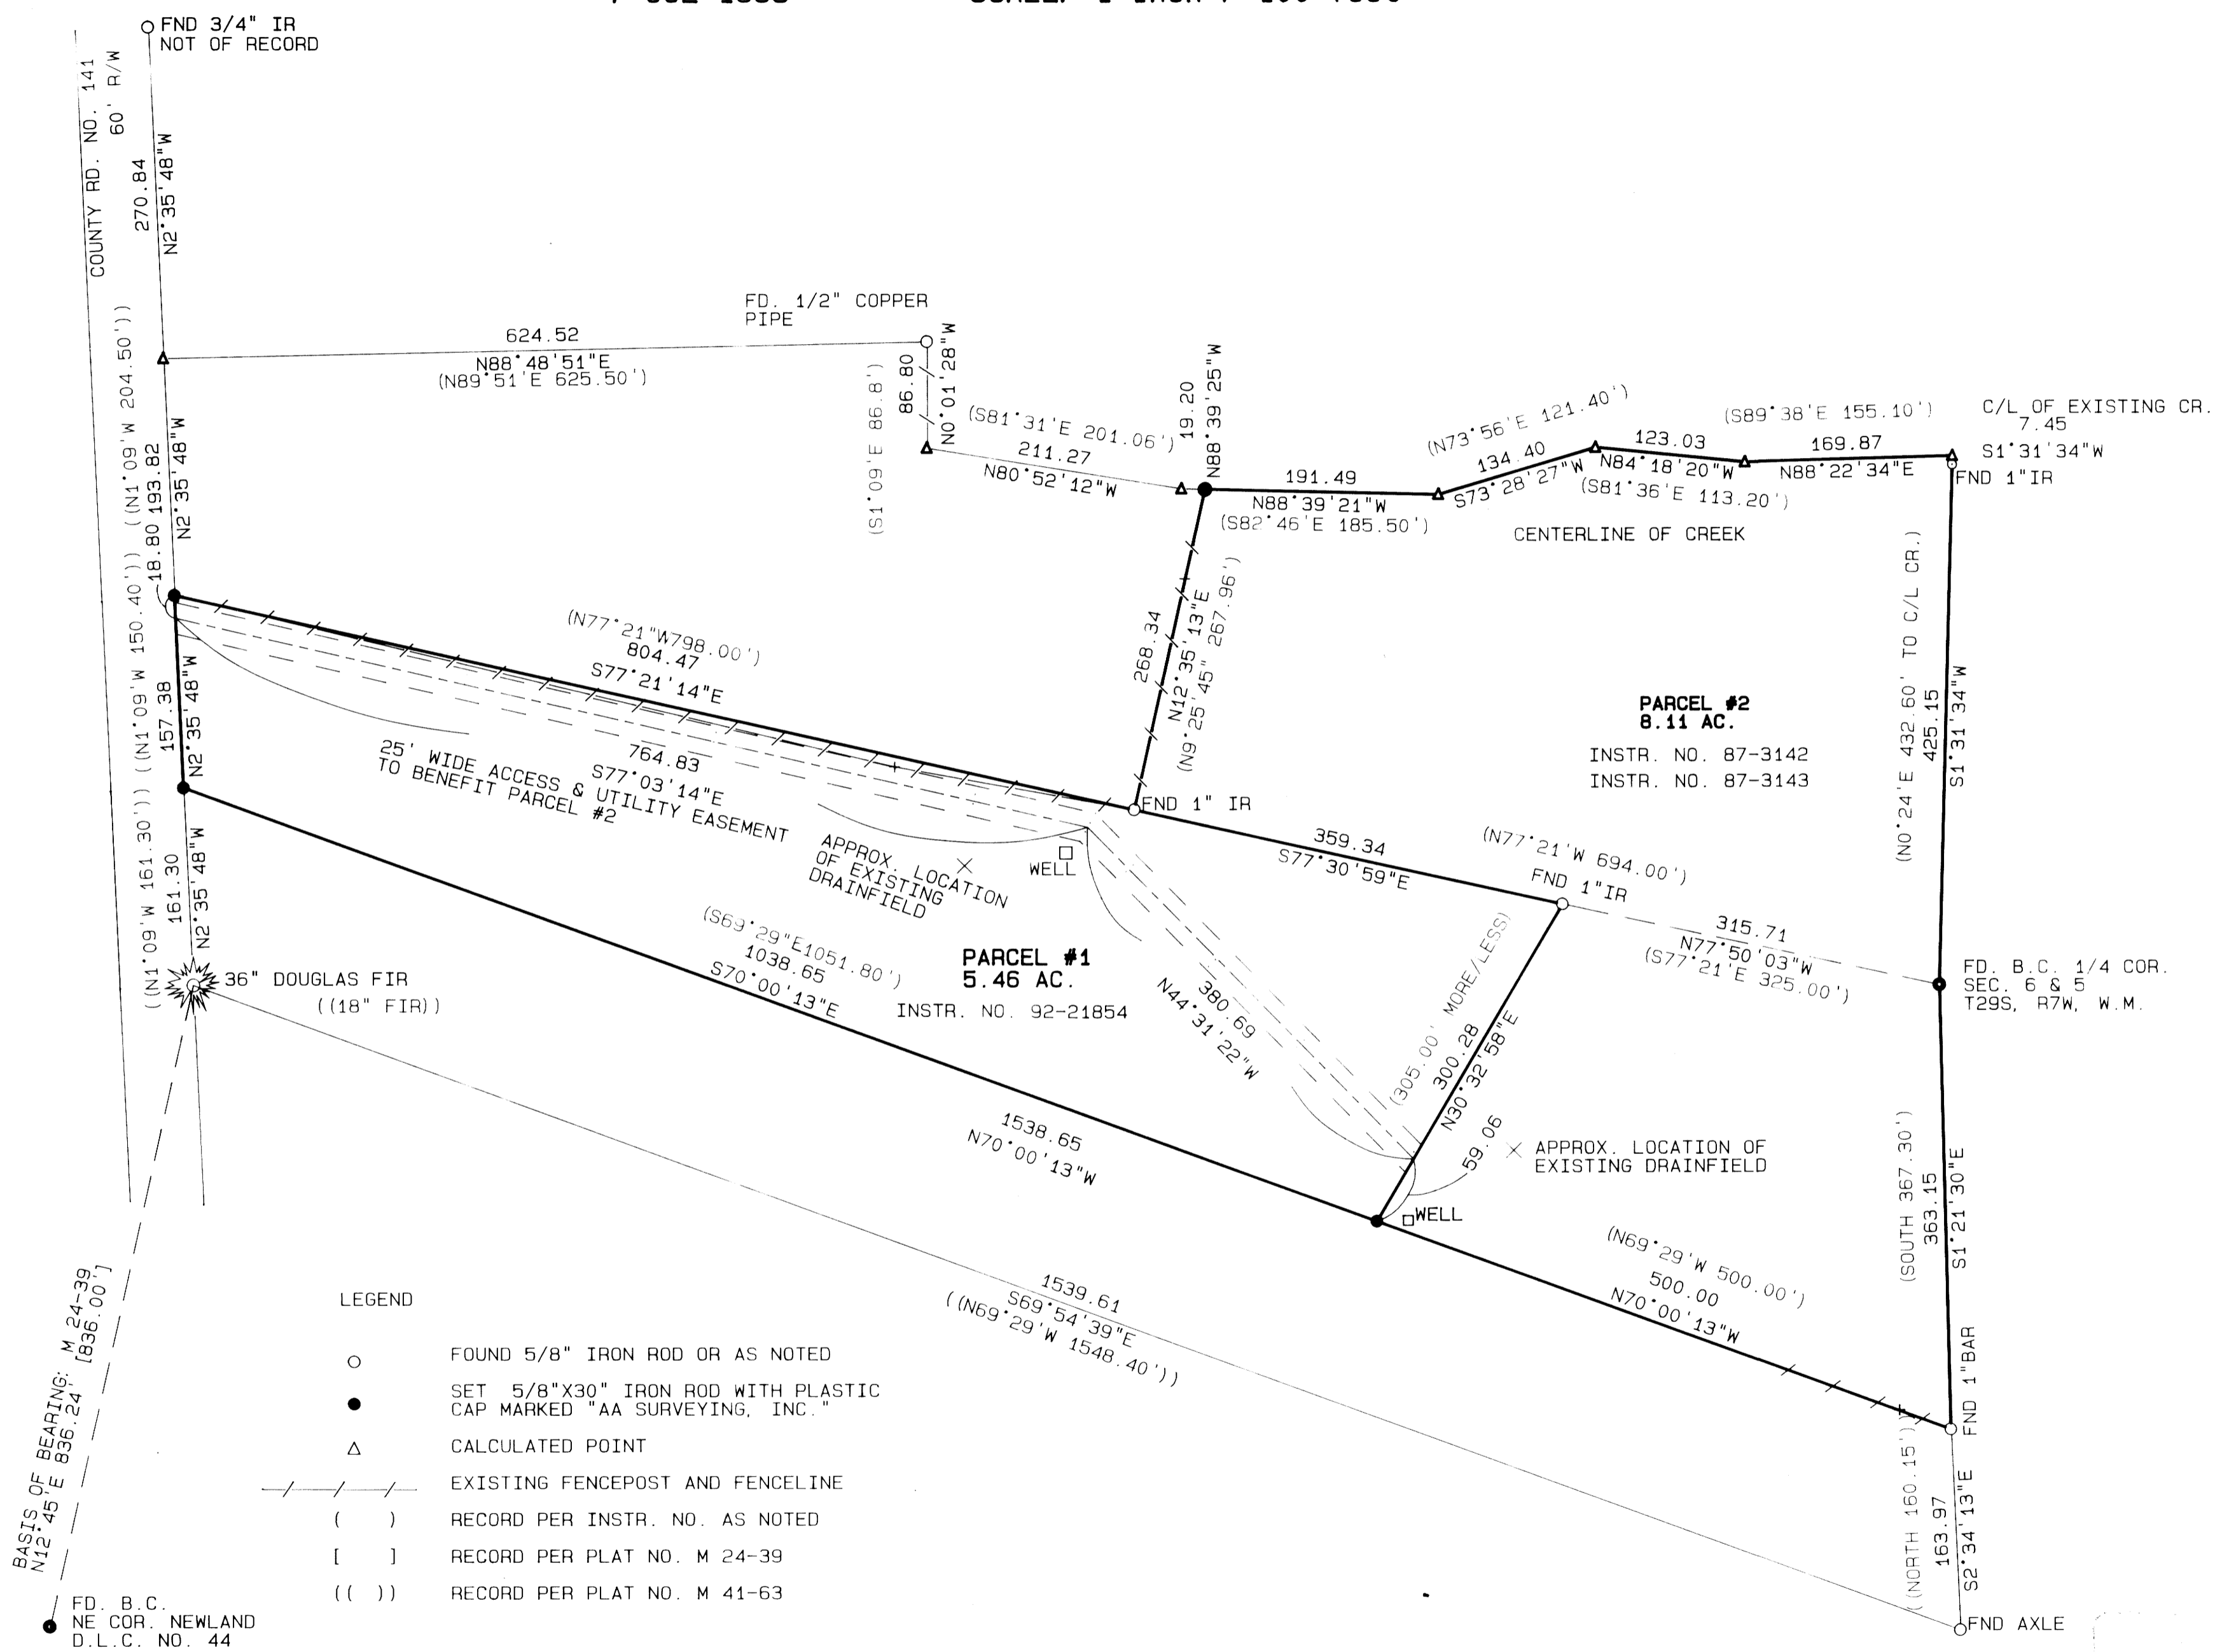 FND 3/4" IR
NOT OF RECORD
COUNTY RD. NO. 141
60' R/W
270.84
N2°35'48"W
FD. 1/2" COPPER
PIPE
624.52
N88°48'51"E
(N89°51'E 625.50')
((N1°09'W 204.50'))
193.82
N2°35'48"W
18.80
(S1°09'E 86.8')
86.80
N0°01'28"W
(S81°31'E 201.06')
211.27
N80°52'12"W
19.20
N88°39'25"W
191.49
N88°39'21"W
(S82°46'E 185.50')
(N73°56'E 121.40')
134.40
S73°28'27"W
123.03
N84°18'20"W
(S81°36'E 113.20')
(S89°38'E 155.10')
169.87
N88°22'34"E
C/L OF EXISTING CR.
7.45
S1°31'34"W
FND 1"IR
CENTERLINE OF CREEK
((N1°09'W 150.40'))
157.38
N2°35'48"W
(N77°21"W798.00')
804.47
S77°21'14"E
764.83
S77°03'14"E
25' WIDE ACCESS & UTILITY EASEMENT
TO BENEFIT PARCEL #2
268.34
N12°35'13"E
(N9°25'45" 267.96')
FND 1" IR
PARCEL #2
8.11 AC.
INSTR. NO. 87-3142
INSTR. NO. 87-3143
(N0°24'E 432.60' TO C/L CR.)
425.15
S1°31'34"W
359.34
S77°30'59"E
(N77°21'W 694.00')
FND 1"IR
315.71
N77°50'03"W
(S77°21'E 325.00')
FD. B.C. 1/4 COR.
SEC. 6 & 5
T29S, R7W, W.M.
APPROX. LOCATION
OF EXISTING
DRAINFIELD
WELL
((N1°09'W 161.30'))
161.30
N2°35'48"W
36" DOUGLAS FIR
((18" FIR))
(S69°29"E1051.80')
1038.65
S70°00'13"E
PARCEL #1
5.46 AC.
INSTR. NO. 92-21854
380.69
N44°31'22"W
(305.00' MORE/LESS)
300.28
N30°32'58"E
59.06
APPROX. LOCATION OF
EXISTING DRAINFIELD
WELL
1538.65
N70°00'13"W
(SOUTH 367.30')
363.15
S1°21'30"E
(N69°29'W 500.00')
500.00
N70°00'13"W
FND 1"BAR
1539.61
S69°54'39"E
((N69°29'W 1548.40'))
((NORTH 160.15'))
163.97
S2°34'13"E
FND AXLE
BASIS OF BEARING: M 24-39
N12°45'E 836.24' [836.00']
FD. B.C.
NE COR. NEWLAND
D.L.C. NO. 44
LEGEND
FOUND 5/8" IRON ROD OR AS NOTED
SET 5/8"X30" IRON ROD WITH PLASTIC
CAP MARKED "AA SURVEYING, INC."
CALCULATED POINT
EXISTING FENCEPOST AND FENCELINE
( ) RECORD PER INSTR. NO. AS NOTED
[ ] RECORD PER PLAT NO. M 24-39
(( )) RECORD PER PLAT NO. M 41-63